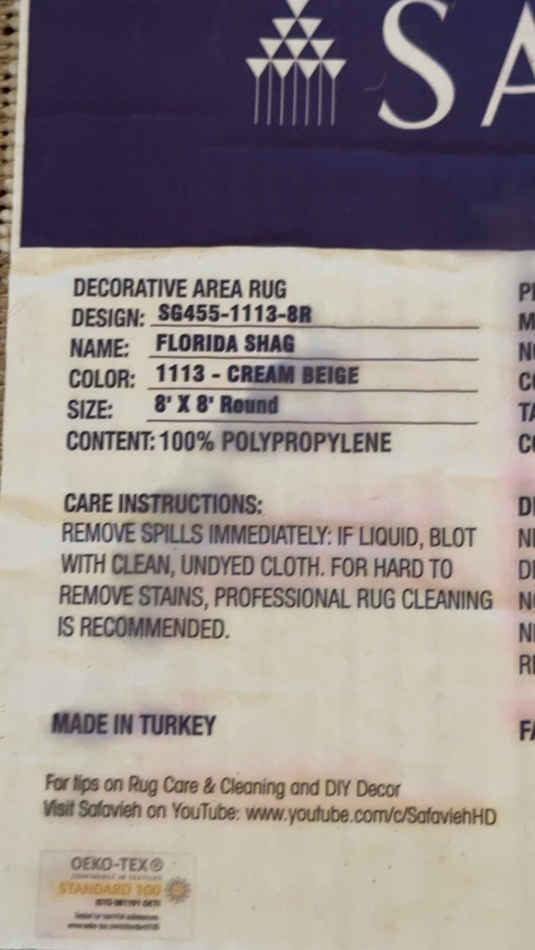 SA
DECORATIVE AREA RUG
DESIGN: SG455-1113-8R
NAME: FLORIDA SHAG
COLOR: 1113 - CREAM BEIGE
SIZE: 8' X 8' Round
CONTENT: 100% POLYPROPYLENE
CARE INSTRUCTIONS:
REMOVE SPILLS IMMEDIATELY: IF LIQUID, BLOT
WITH CLEAN, UNDYED CLOTH. FOR HARD TO
REMOVE STAINS, PROFESSIONAL RUG CLEANING
IS RECOMMENDED.
MADE IN TURKEY
For tips on Rug Care & Cleaning and DIY Decor
Visit Safavieh on YouTube: www.youtube.com/c/SafaviehHD
OEKO-TEX®
STANDARD 100
M
N
C
TA
C
D
N
D
N
N
R
FA